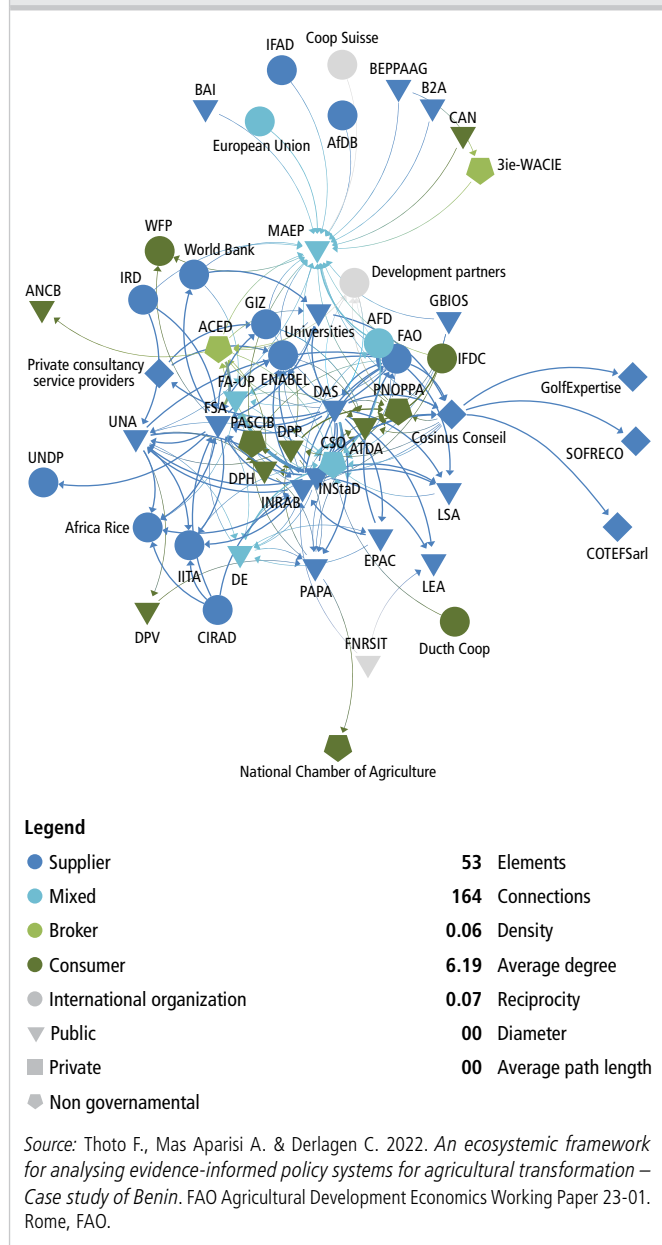 IFAD
Coop Suisse
BEPPAAG
BAI
B2A
CAN
European Union
AfDB
3ie-WACIE
MAEP
WFP
World Bank
Development partners
IRD
ANCB
GIZ
GBIOS
AFD
ACED
Universities
FAO
IFDC
Private consultancy
service providers
FA-UP
ENABEL
GolfExpertise
DAS
PNOPPA
FSA
UNA
PASCIB
Cosinus Conseil
DPP
CSO
ATDA
SOFRECO
UNDP
DPH
INStaD
INRAB
LSA
Africa Rice
COTEFSarl
IITA
DE
EPAC
PAPA
LEA
DPV
CIRAD
FNRSIT
Ducth Coop
National Chamber of Agriculture
Legend
Supplier
53 Elements
Mixed
164 Connections
Broker
0.06 Density
Consumer
6.19 Average degree
International organization
0.07 Reciprocity
Public
00 Diameter
Private
00 Average path length
Non governamental
Source: Thoto F., Mas Aparisi A. & Derlagen C. 2022. An ecosystemic framework
for analysing evidence-informed policy systems for agricultural transformation –
Case study of Benin. FAO Agricultural Development Economics Working Paper 23-01.
Rome, FAO.